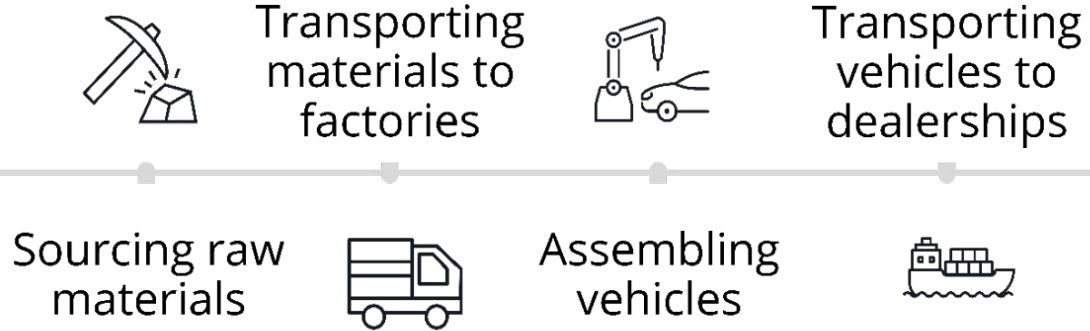 Transporting
materials to
factories
Transporting
vehicles to
dealerships
Sourcing raw
materials
Assembling
vehicles